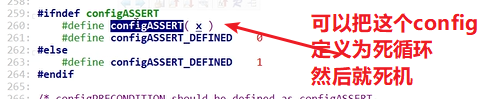 258:
259: #ifndef configASSERT
260: #define configASSERT( x )
261: #define configASSERT_DEFINED 0
262: #else
263: #define configASSERT_DEFINED 1
264: #endif
265:
266: /* configPRECONDITION should be defined as configASSERT
可以把这个config
定义为死循环
然后就死机